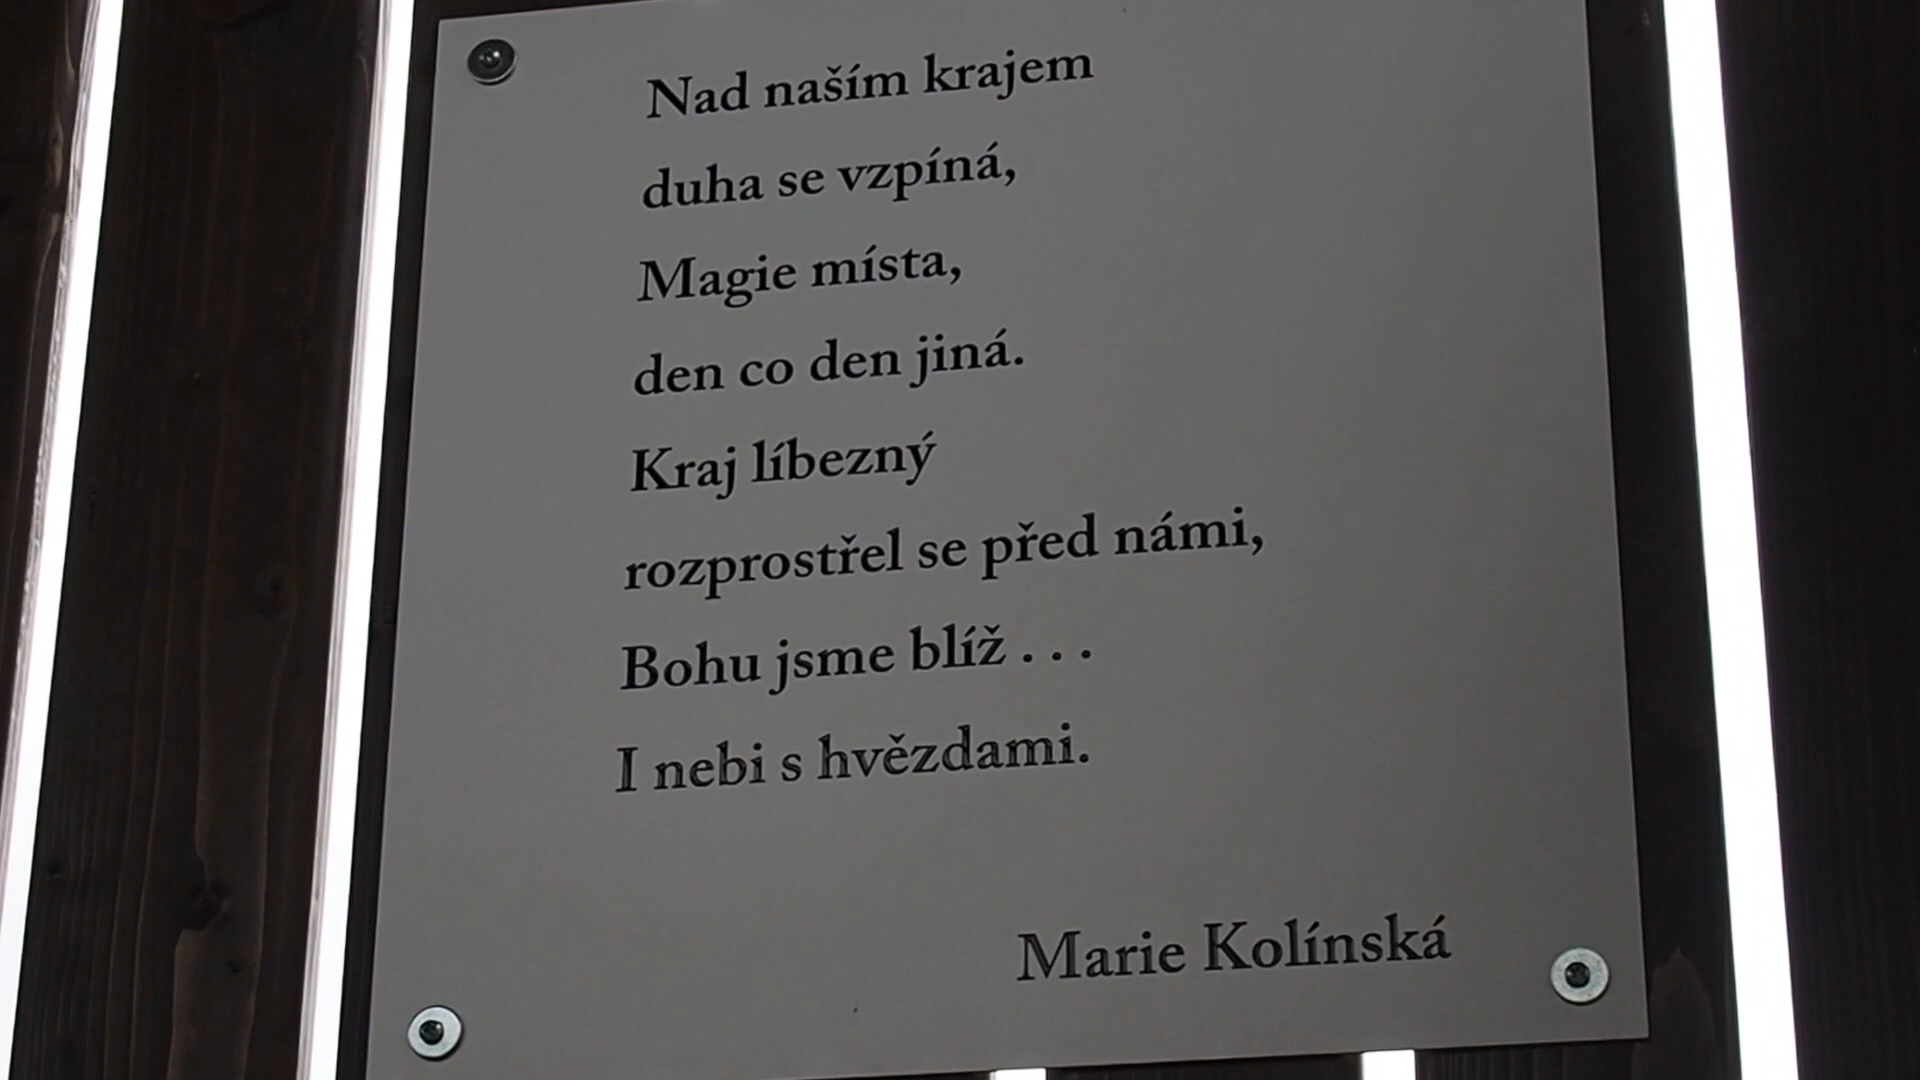 Nad naším krajem
duha se vzpíná,
Magie místa,
den co den jiná.
Kraj líbezný
rozprostřel se před námi,
Bohu jsme blíž . . .
I nebi s hvězdami.
Marie Kolínská